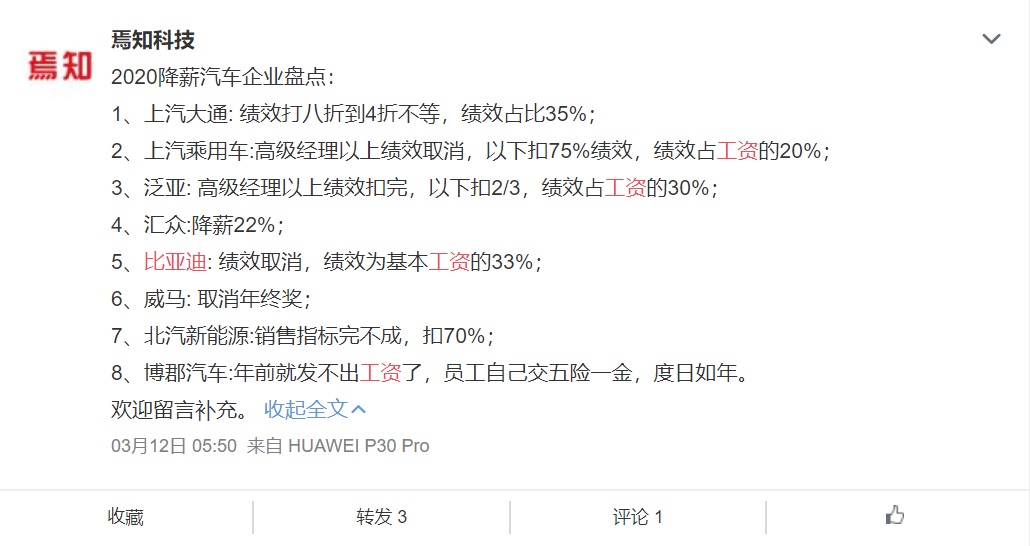 焉知
焉知科技
2020降薪汽车企业盘点：
1、上汽大通: 绩效打八折到4折不等，绩效占比35%；
2、上汽乘用车:高级经理以上绩效取消，以下扣75%绩效，绩效占工资的20%；
3、泛亚: 高级经理以上绩效扣完，以下扣2/3，绩效占工资的30%；
4、汇众:降薪22%；
5、比亚迪: 绩效取消，绩效为基本工资的33%；
6、威马: 取消年终奖；
7、北汽新能源:销售指标完不成，扣70%；
8、博郡汽车:年前就发不出工资了，员工自己交五险一金，度日如年。
欢迎留言补充。 收起全文
03月12日 05:50 来自 HUAWEI P30 Pro
收藏 转发 3 评论 1